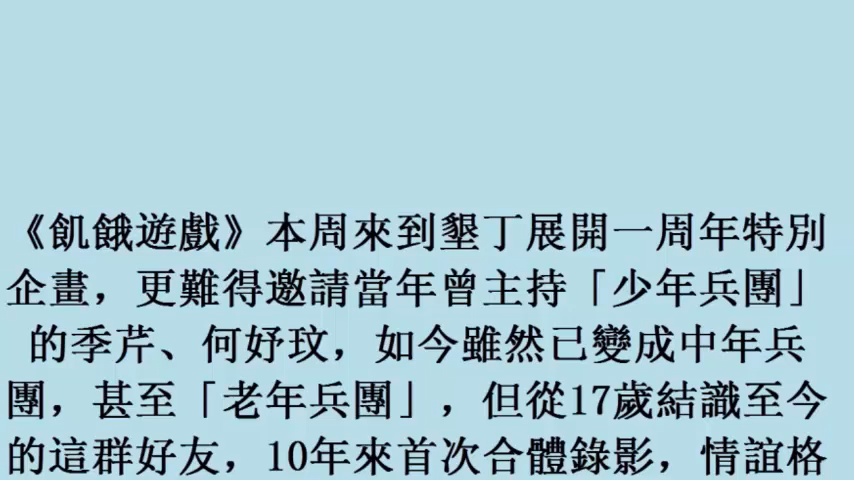 《飢餓遊戲》本周來到墾丁展開一周年特別
企畫，更難得邀請當年曾主持「少年兵團」
的季芹、何妤玟，如今雖然已變成中年兵
團，甚至「老年兵團」，但從17歲結識至今
的這群好友，10年來首次合體錄影，情誼格